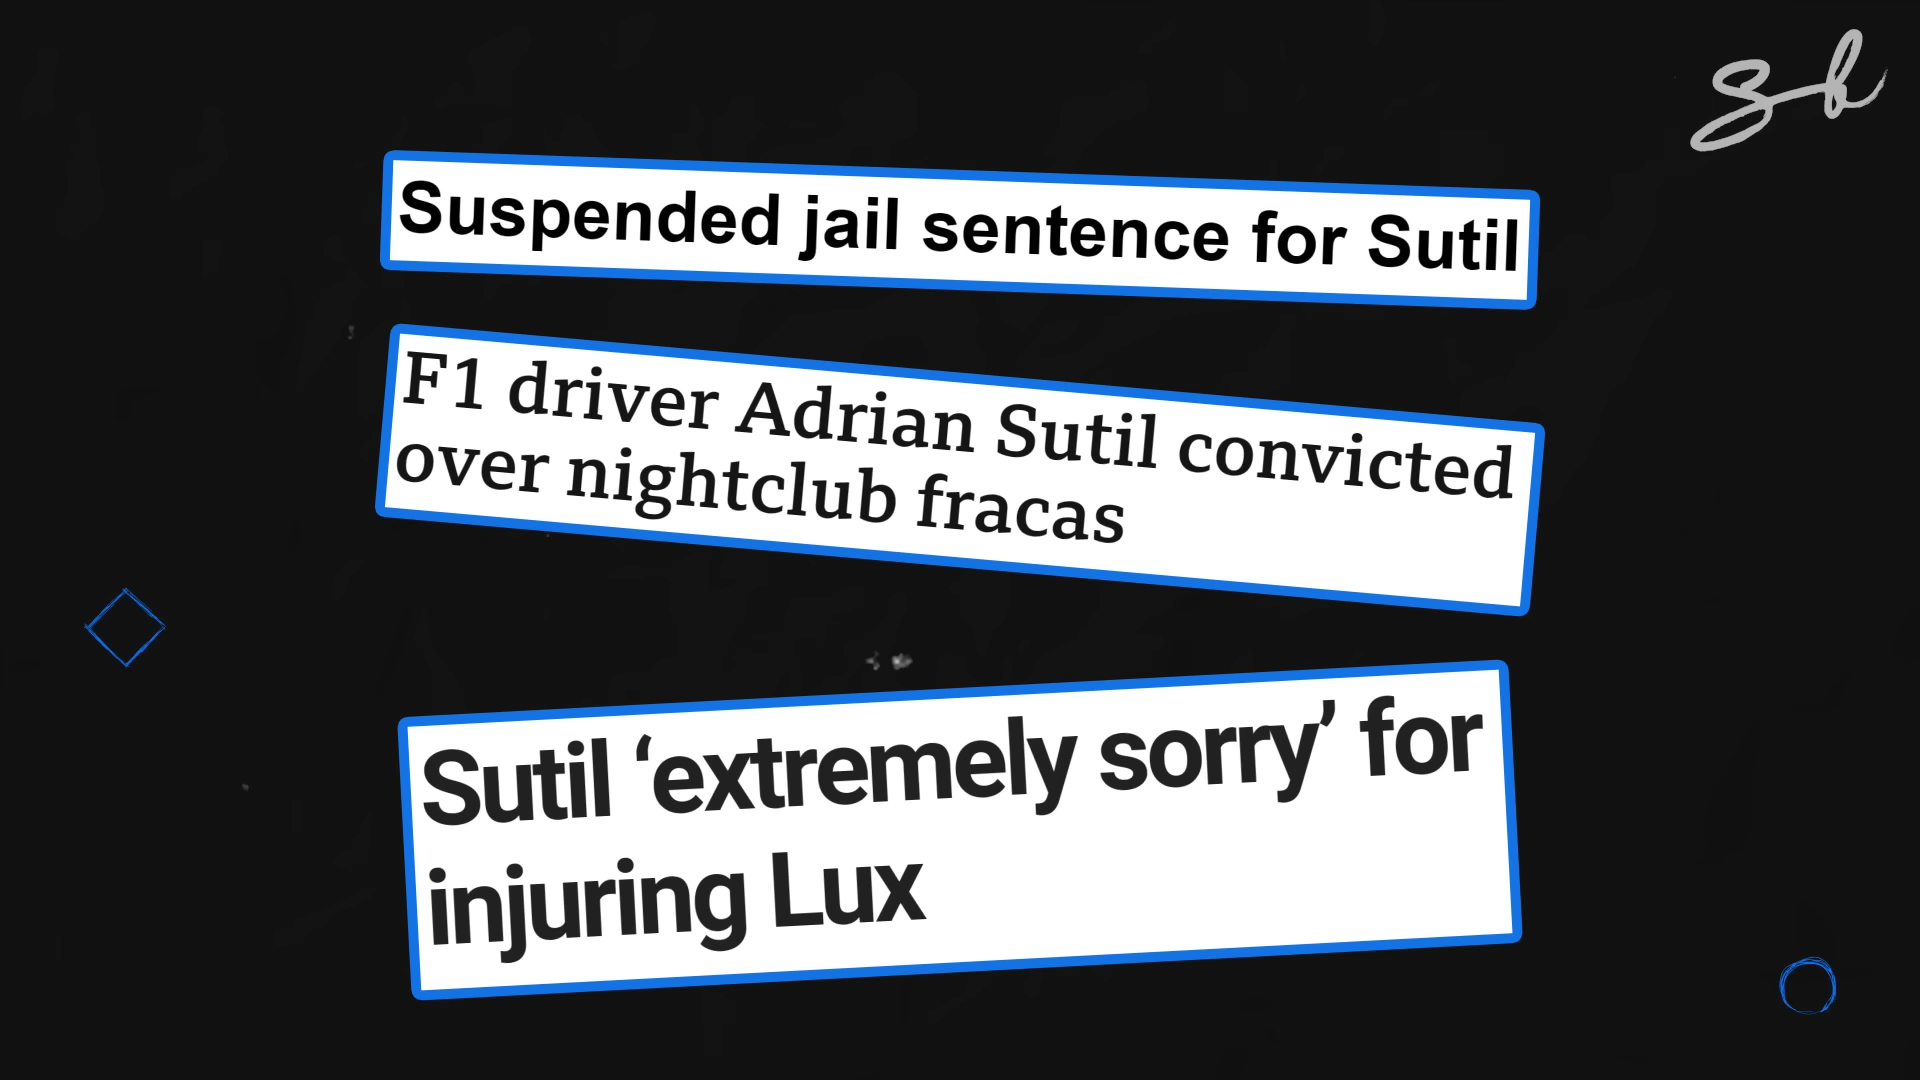 Suspended jail sentence for Sutil
F1 driver Adrian Sutil convicted
over nightclub fracas
Sutil ‘extremely sorry’ for
injuring Lux